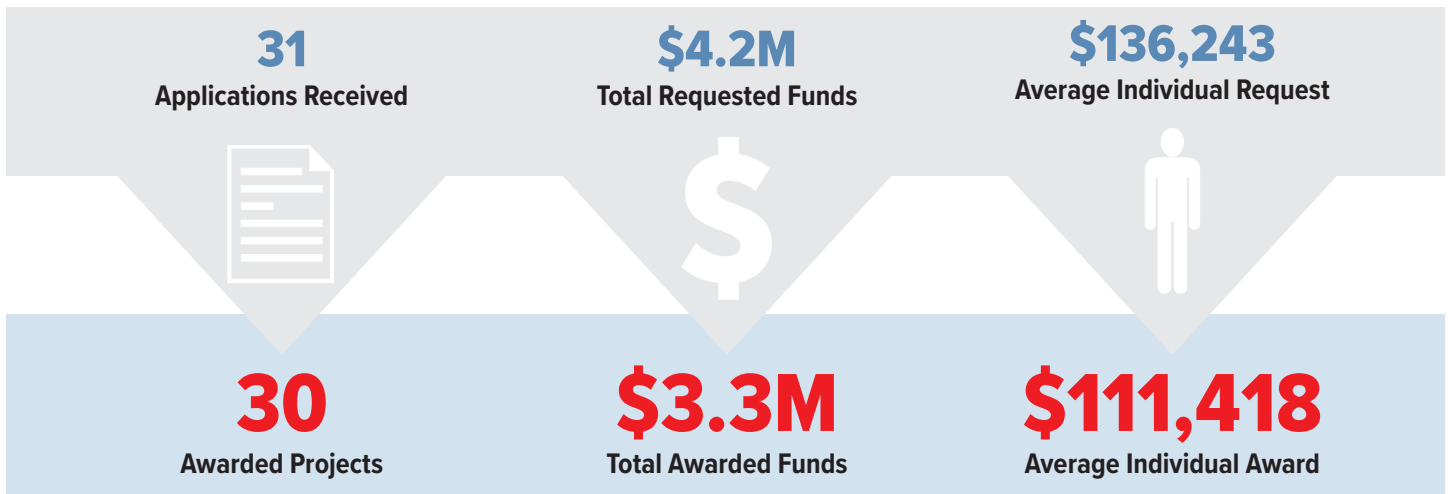 31
Applications Received
$4.2M
Total Requested Funds
$136,243
Average Individual Request
$
30
Awarded Projects
$3.3M
Total Awarded Funds
$111,418
Average Individual Award